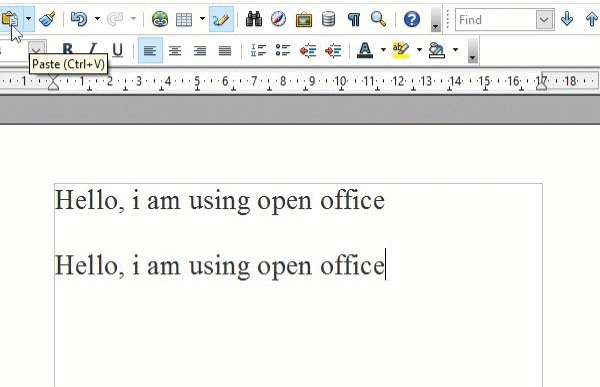 Find
B I U A
Paste (Ctrl+V)
1 1 2 3 4 5 6 7 8 9 10 11 12 13 14 15 16 17 18
Hello, i am using open office
Hello, i am using open office